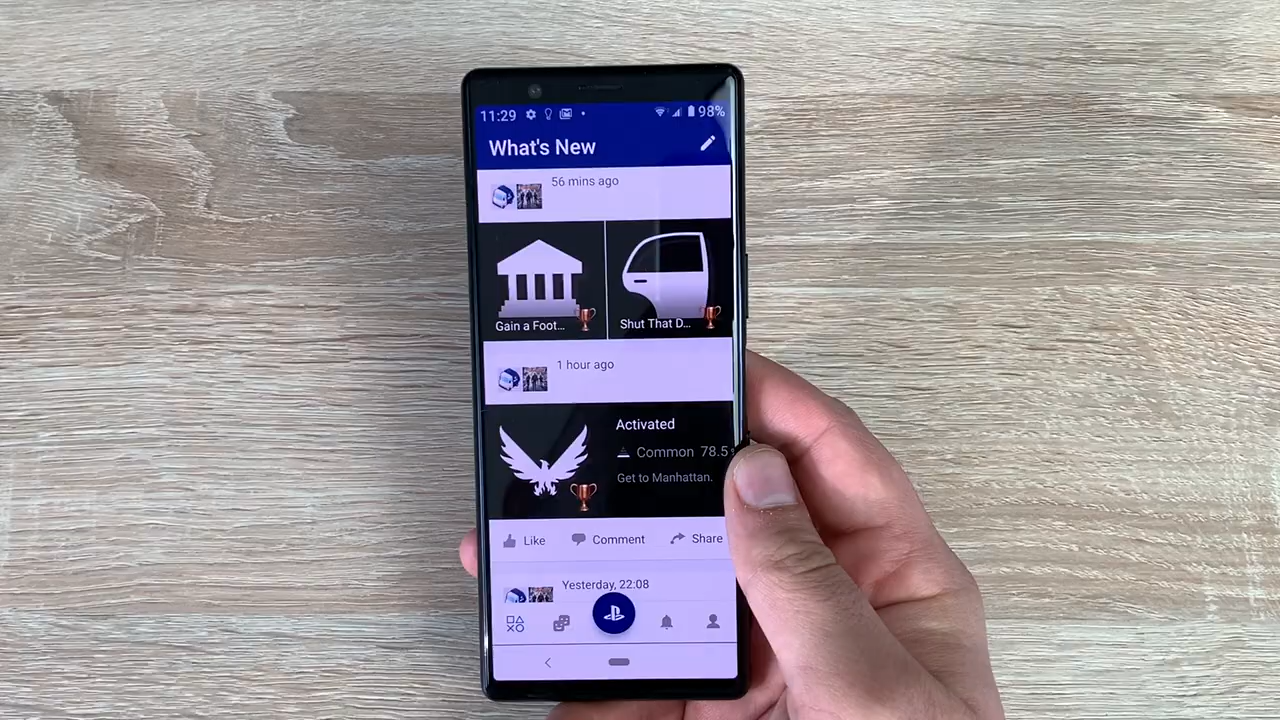 11:29 98%
What's New
56 mins ago
Gain a Foot... Shut That D...
1 hour ago
Activated
Common 78.5
Get to Manhattan.
Like Comment Share
Yesterday, 22:08